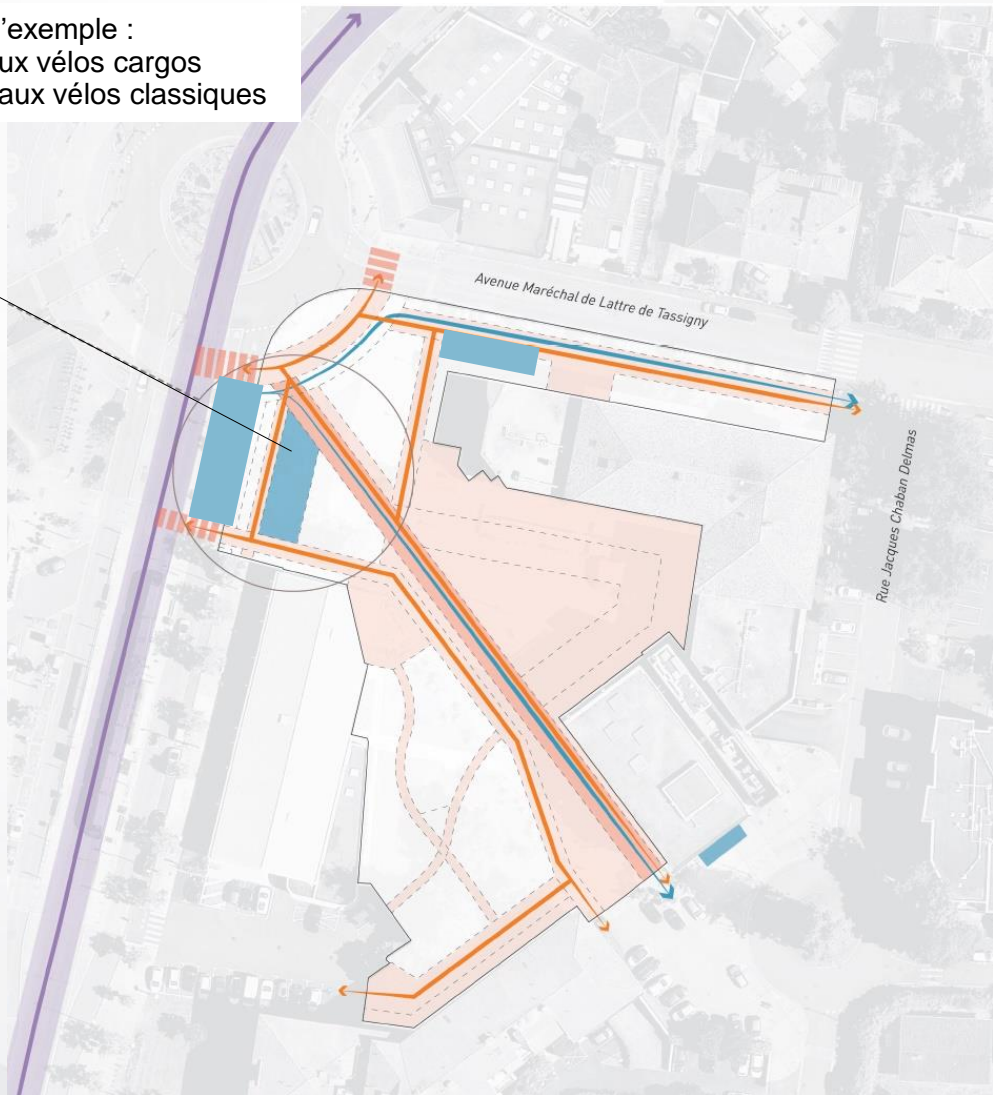 'exemple :
ux vélos cargos
aux vélos classiques
Avenue Maréchal de Lattre de Tassigny
Rue Jacques Chaban Delmas